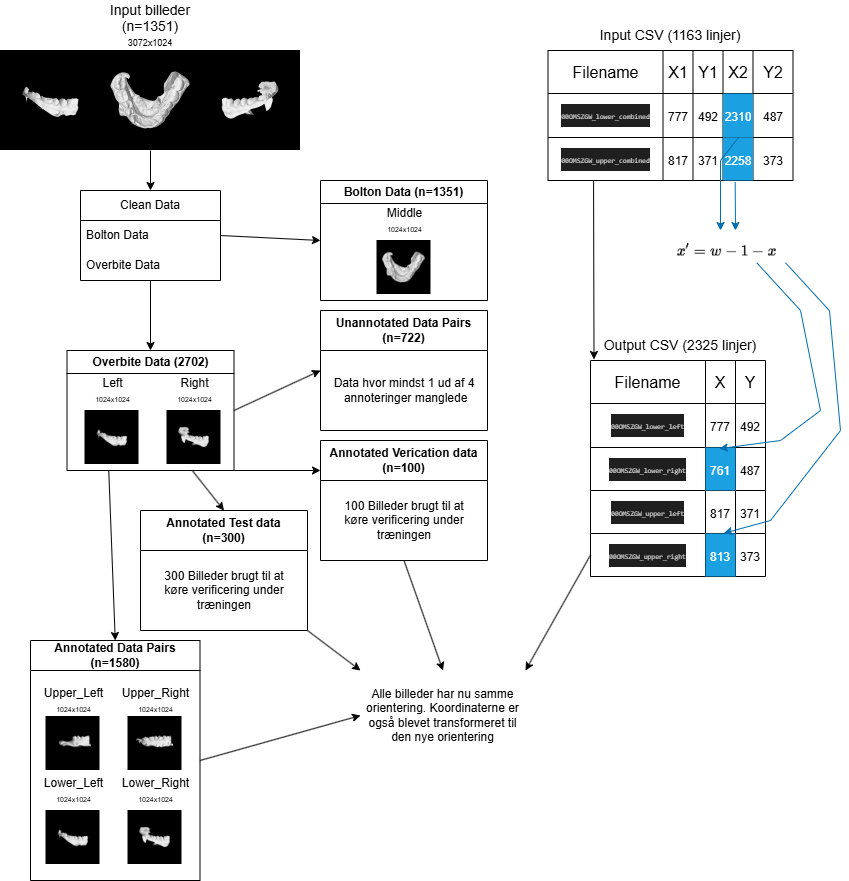 Input billeder
(n=1351)
3072x1024
Clean Data
Bolton Data
Overbite Data
Bolton Data (n=1351)
Middle
1024x1024
Unannotated Data Pairs
(n=722)
Data hvor mindst 1 ud af 4
annoteringer manglede
Overbite Data (2702)
Left Right
1024x1024 1024x1024
Annotated Verication data
(n=100)
100 Billeder brugt til at
køre verificering under
træningen
Annotated Test data
(n=300)
300 Billeder brugt til at
køre verificering under
træningen
Annotated Data Pairs
(n=1580)
Upper_Left Upper_Right
1024x1024 1024x1024
Lower_Left Lower_Right
1024x1024 1024x1024
Alle billeder har nu samme
orientering. Koordinaterne er
også blevet transformeret til
den nye orientering
Input CSV (1163 linjer)
Filename X1 Y1 X2 Y2
00OMSZGW_lower_combined 777 492 2310 487
00OMSZGW_upper_combined 817 371 2258 373
x′ = w − 1 − x
Output CSV (2325 linjer)
Filename X Y
00OMSZGW_lower_left 777 492
00OMSZGW_lower_right 761 487
00OMSZGW_upper_left 817 371
00OMSZGW_upper_right 813 373